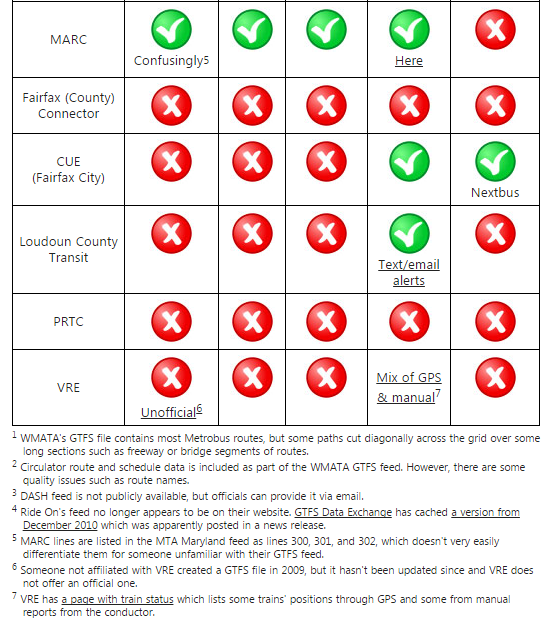 MARC
Confusingly5
Here
Fairfax (County)
Connector
CUE
(Fairfax City)
Nextbus
Loudoun County
Transit
Text/email
alerts
PRTC
VRE
Unofficial6
Mix of GPS
& manual7
1 WMATA's GTFS file contains most Metrobus routes, but some paths cut diagonally across the grid over some
long sections such as freeway or bridge segments of routes.
2 Circulator route and schedule data is included as part of the WMATA GTFS feed. However, there are some
quality issues such as route names.
3 DASH feed is not publicly available, but officials can provide it via email.
4 Ride On's feed no longer appears to be on their website. GTFS Data Exchange has cached a version from
December 2010 which was apparently posted in a news release.
5 MARC lines are listed in the MTA Maryland feed as lines 300, 301, and 302, which doesn't very easily
differentiate them for someone unfamiliar with their GTFS feed.
6 Someone not affiliated with VRE created a GTFS file in 2009, but it hasn't been updated since and VRE does
not offer an official one.
7 VRE has a page with train status which lists some trains' positions through GPS and some from manual
reports from the conductor.